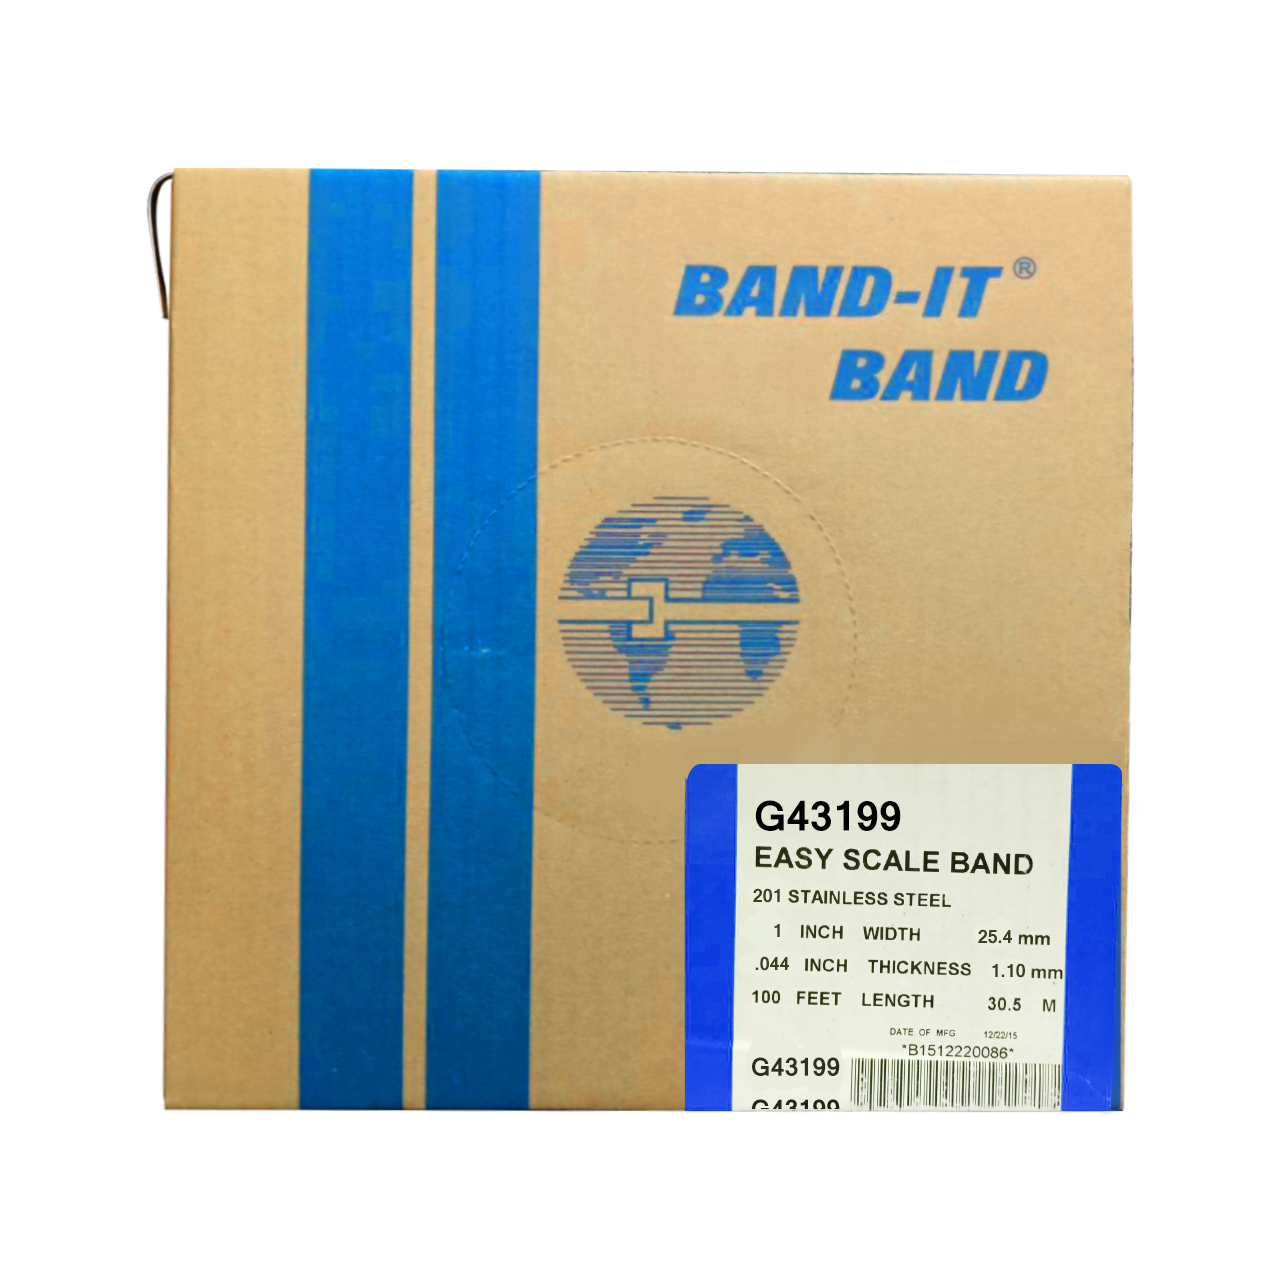 BAND-IT®
BAND
G43199
EASY SCALE BAND
201 STAINLESS STEEL
1 INCH WIDTH 25.4 mm
.044 INCH THICKNESS 1.10 mm
100 FEET LENGTH 30.5 M
DATE OF MFG 12/22/15
*B1512220086*
G43199
G43199